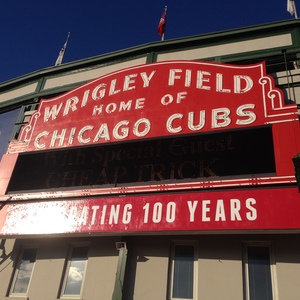 WRIGLEY FIELD
HOME OF
CHICAGO CUBS
With Special Guest
CHEAP TRICK
ATING 100 YEARS